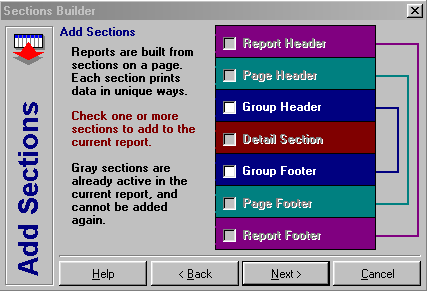 Sections Builder
Add Sections
Add Sections
Reports are built from
sections on a page.
Each section prints
data in unique ways.
Check one or more
sections to add to the
current report.
Gray sections are
already active in the
current report, and
cannot be added
again.
Report Header
Page Header
Group Header
Detail Section
Group Footer
Page Footer
Report Footer
Help
< Back
Next >
Cancel